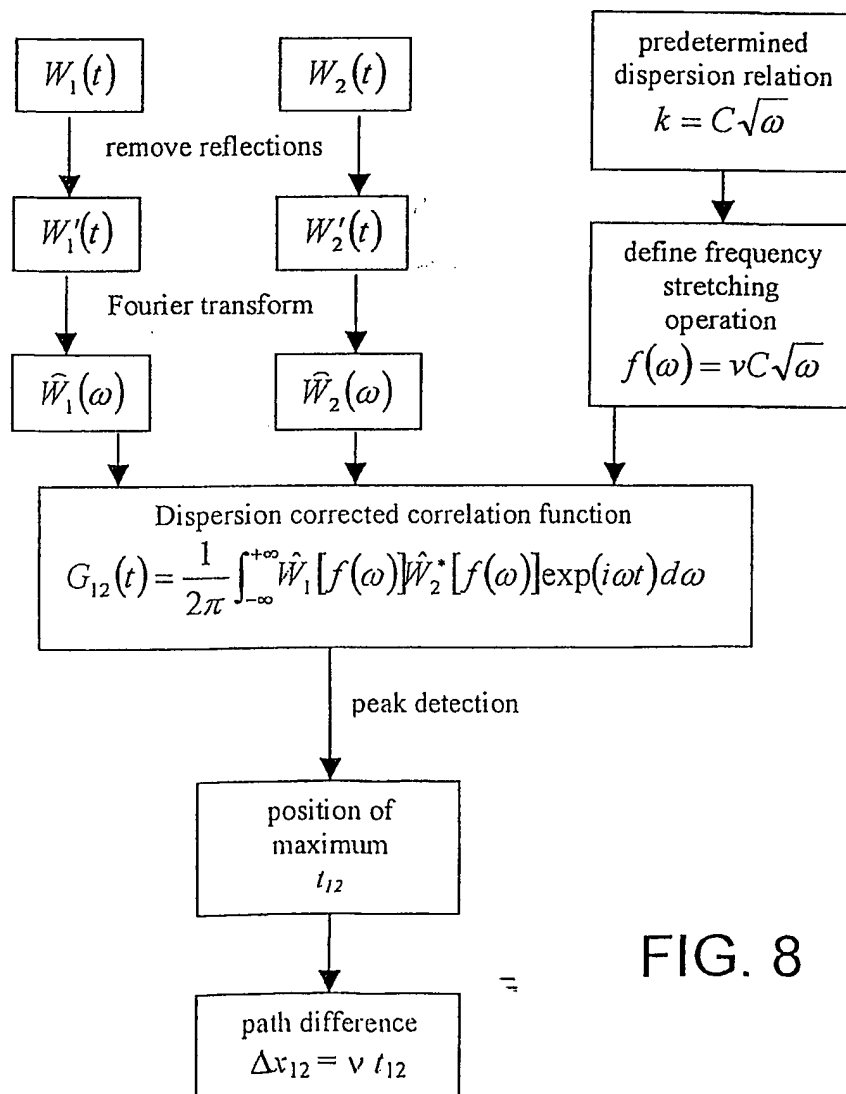 W₁(t)
W₂(t)
predetermined
dispersion relation
k = C√ω
remove reflections
W₁′(t)
W₂′(t)
define frequency
stretching
operation
f(ω) = νC√ω
Fourier transform
Ŵ₁(ω)
Ŵ₂(ω)
Dispersion corrected correlation function
G₁₂(t) = 1/2π ∫₋∞⁺∞ Ŵ₁[f(ω)]Ŵ₂*[f(ω)]exp(iωt)dω
peak detection
position of
maximum
t₁₂
FIG. 8
path difference
Δx₁₂ = ν t₁₂